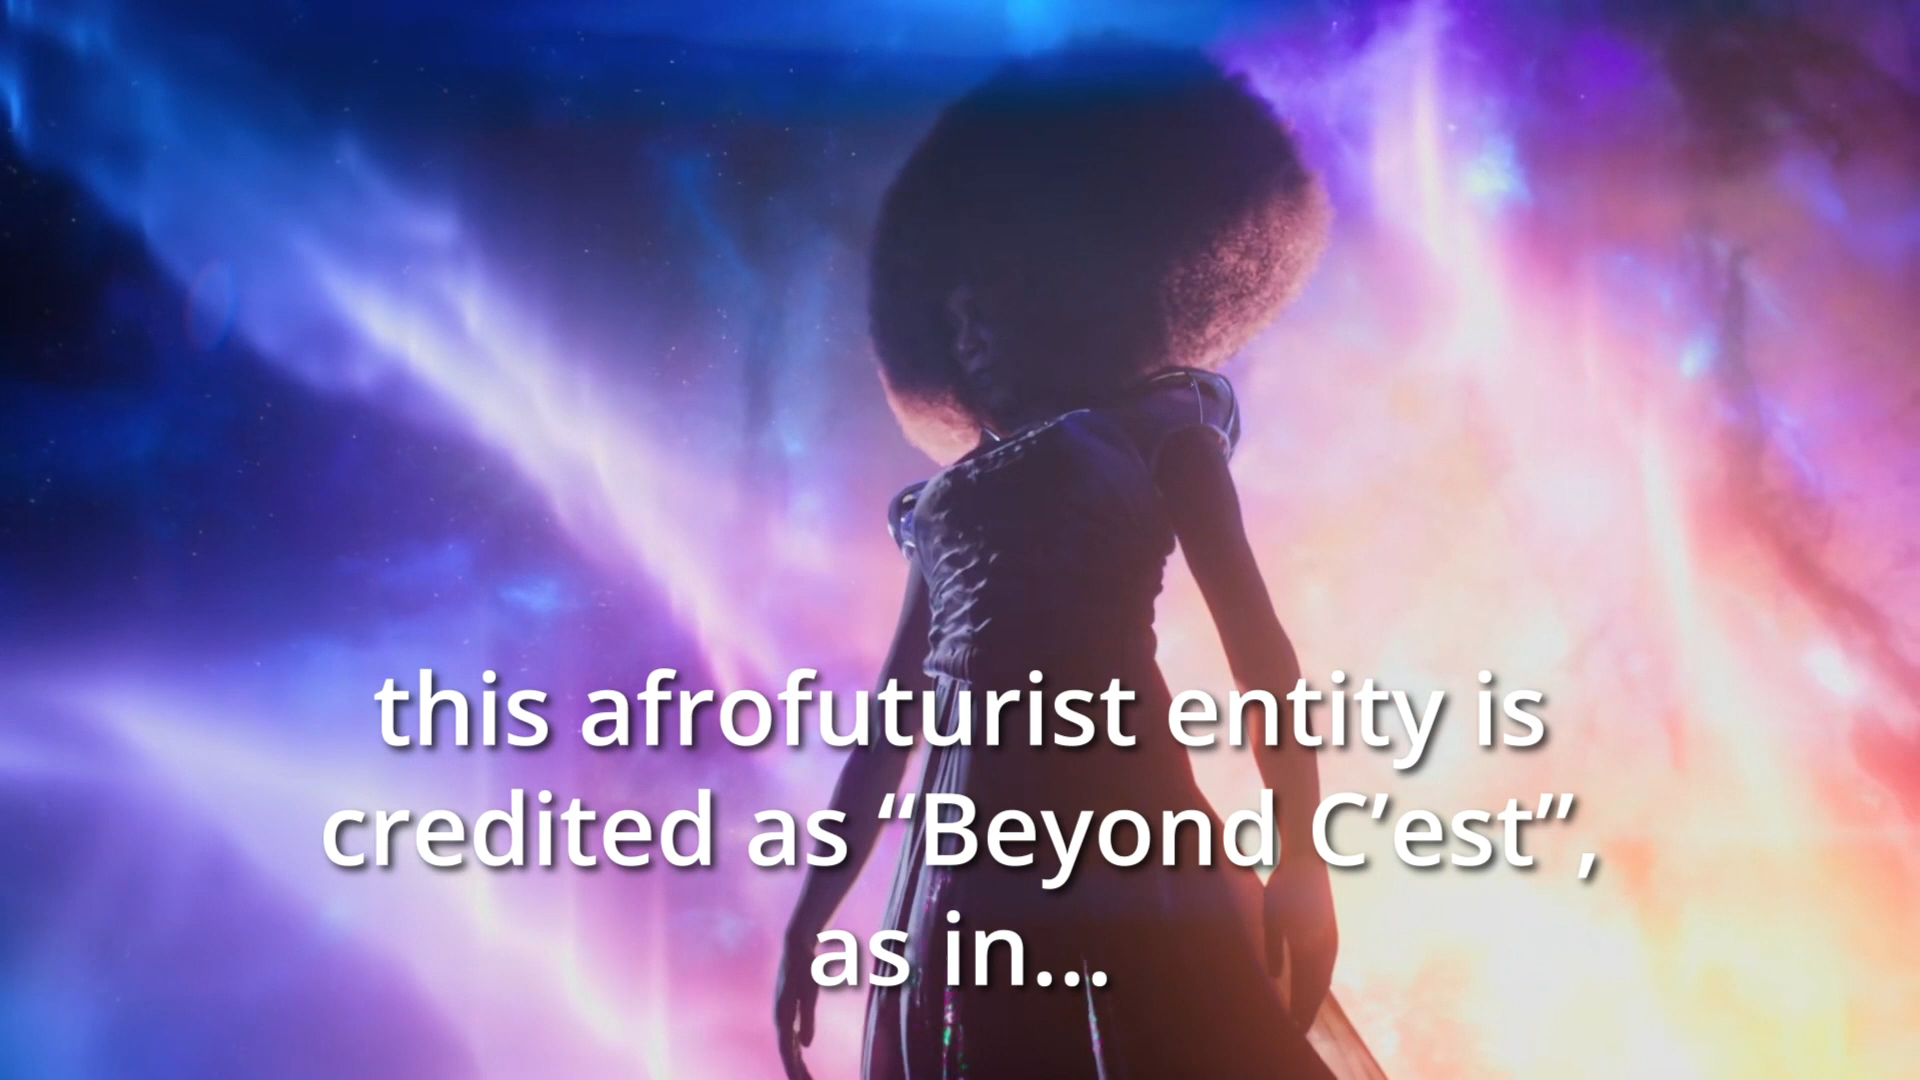 this afrofuturist entity is
credited as “Beyond C’est”,
as in...